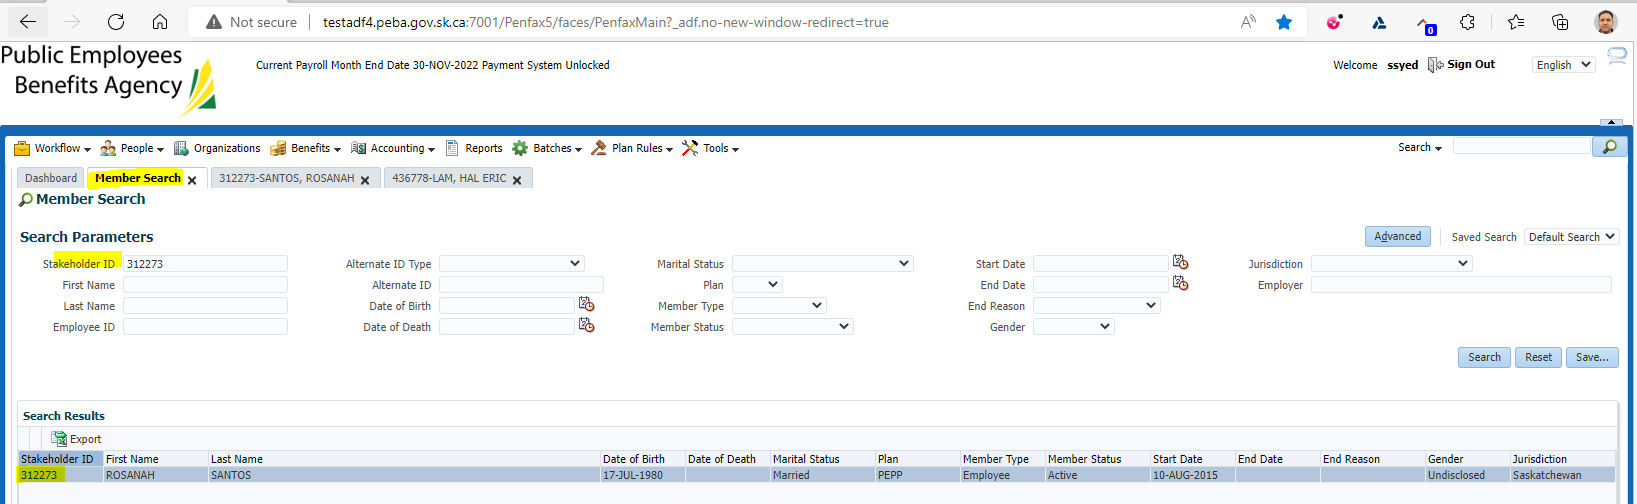 Not secure testadf4.peba.gov.sk.ca:7001/Penfax5/faces/PenfaxMain?_adf.no-new-window-redirect=true A 0
Public Employees
Benefits Agency
Current Payroll Month End Date 30-NOV-2022 Payment System Unlocked
Welcome ssyed Sign Out English
Workflow People Organizations Benefits Accounting Reports Batches Plan Rules Tools Search
Dashboard Member Search 312273-SANTOS, ROSANAH 436778-LAM, HAL ERIC
Member Search
Search Parameters Advanced Saved Search Default Search
Stakeholder ID 312273 Alternate ID Type Marital Status Start Date Jurisdiction
First Name Alternate ID Plan End Date Employer
Last Name Date of Birth Member Type End Reason
Employee ID Date of Death Member Status Gender
Search Reset Save...
Search Results
Export
Stakeholder ID First Name Last Name Date of Birth Date of Death Marital Status Plan Member Type Member Status Start Date End Date End Reason Gender Jurisdiction
312273 ROSANAH SANTOS 17-JUL-1980 Married PEPP Employee Active 10-AUG-2015 Undisclosed Saskatchewan